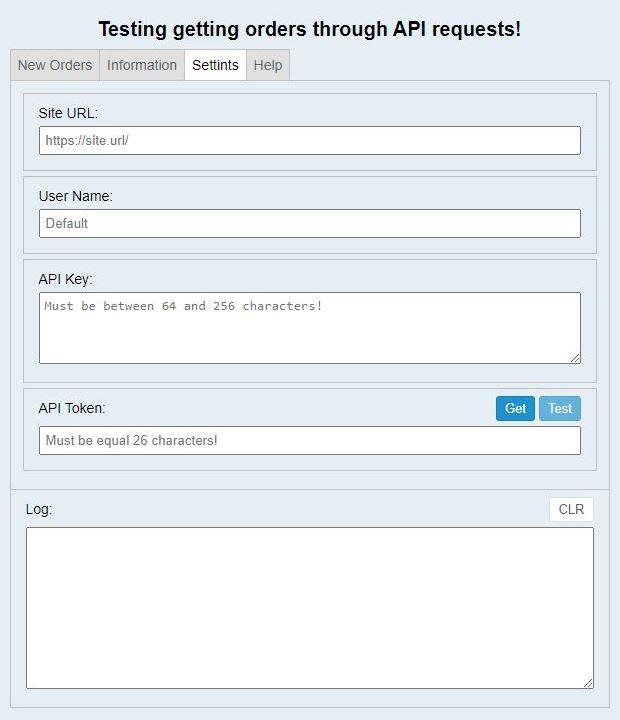 Testing getting orders through API requests!
New Orders Information Settints Help
Site URL:
https://site.url/
User Name:
Default
API Key:
Must be between 64 and 256 characters!
API Token: Get Test
Must be equal 26 characters!
Log: CLR